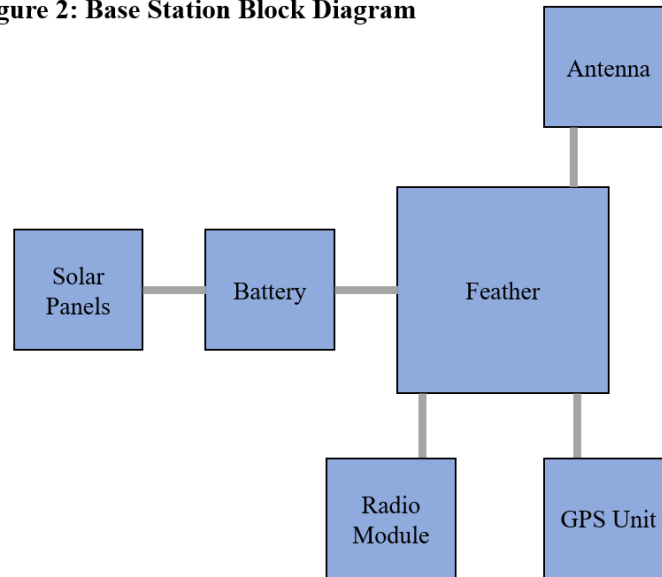 gure 2: Base Station Block Diagram
Antenna
Solar
Panels
Battery
Feather
Radio
Module
GPS Unit